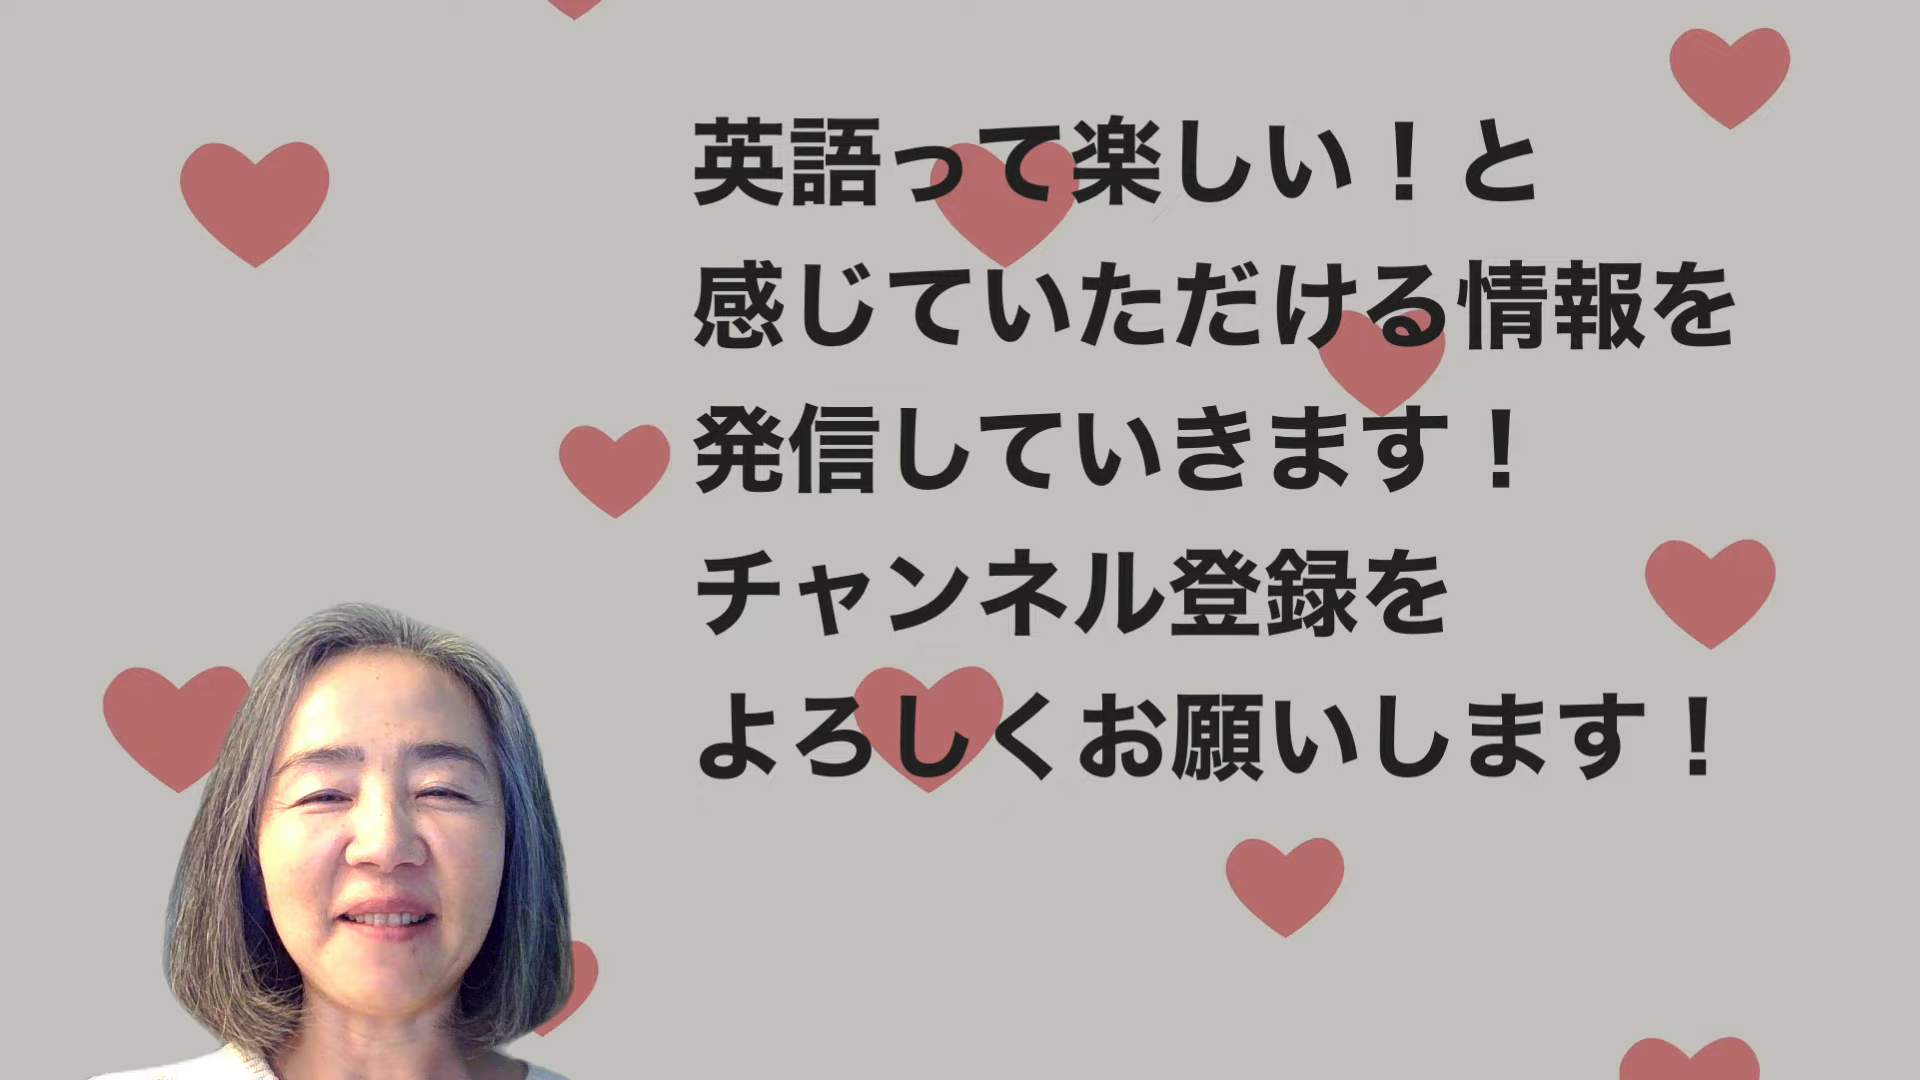 英語って楽しい！と
感じていただける情報を
発信していきます！
チャンネル登録を
よろしくお願いします！